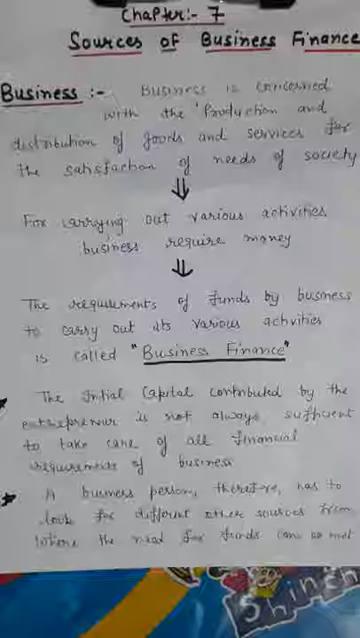 Chapter:- 7
Sources of Business Finance
Business :- Business is concerned
with the Production and
distribution of goods and services for
the satisfaction of needs of society
⇓
For carrying out various activities
business require money
⇓
The requirements of funds by business
to carry out its various activities
is called "Business Finance"
The Initial Capital contributed by the
entrepreneur is not always sufficient
to take care of all financial
requirements of business
A business person, therefore, has to
look for different other sources from
where the need for funds can be met